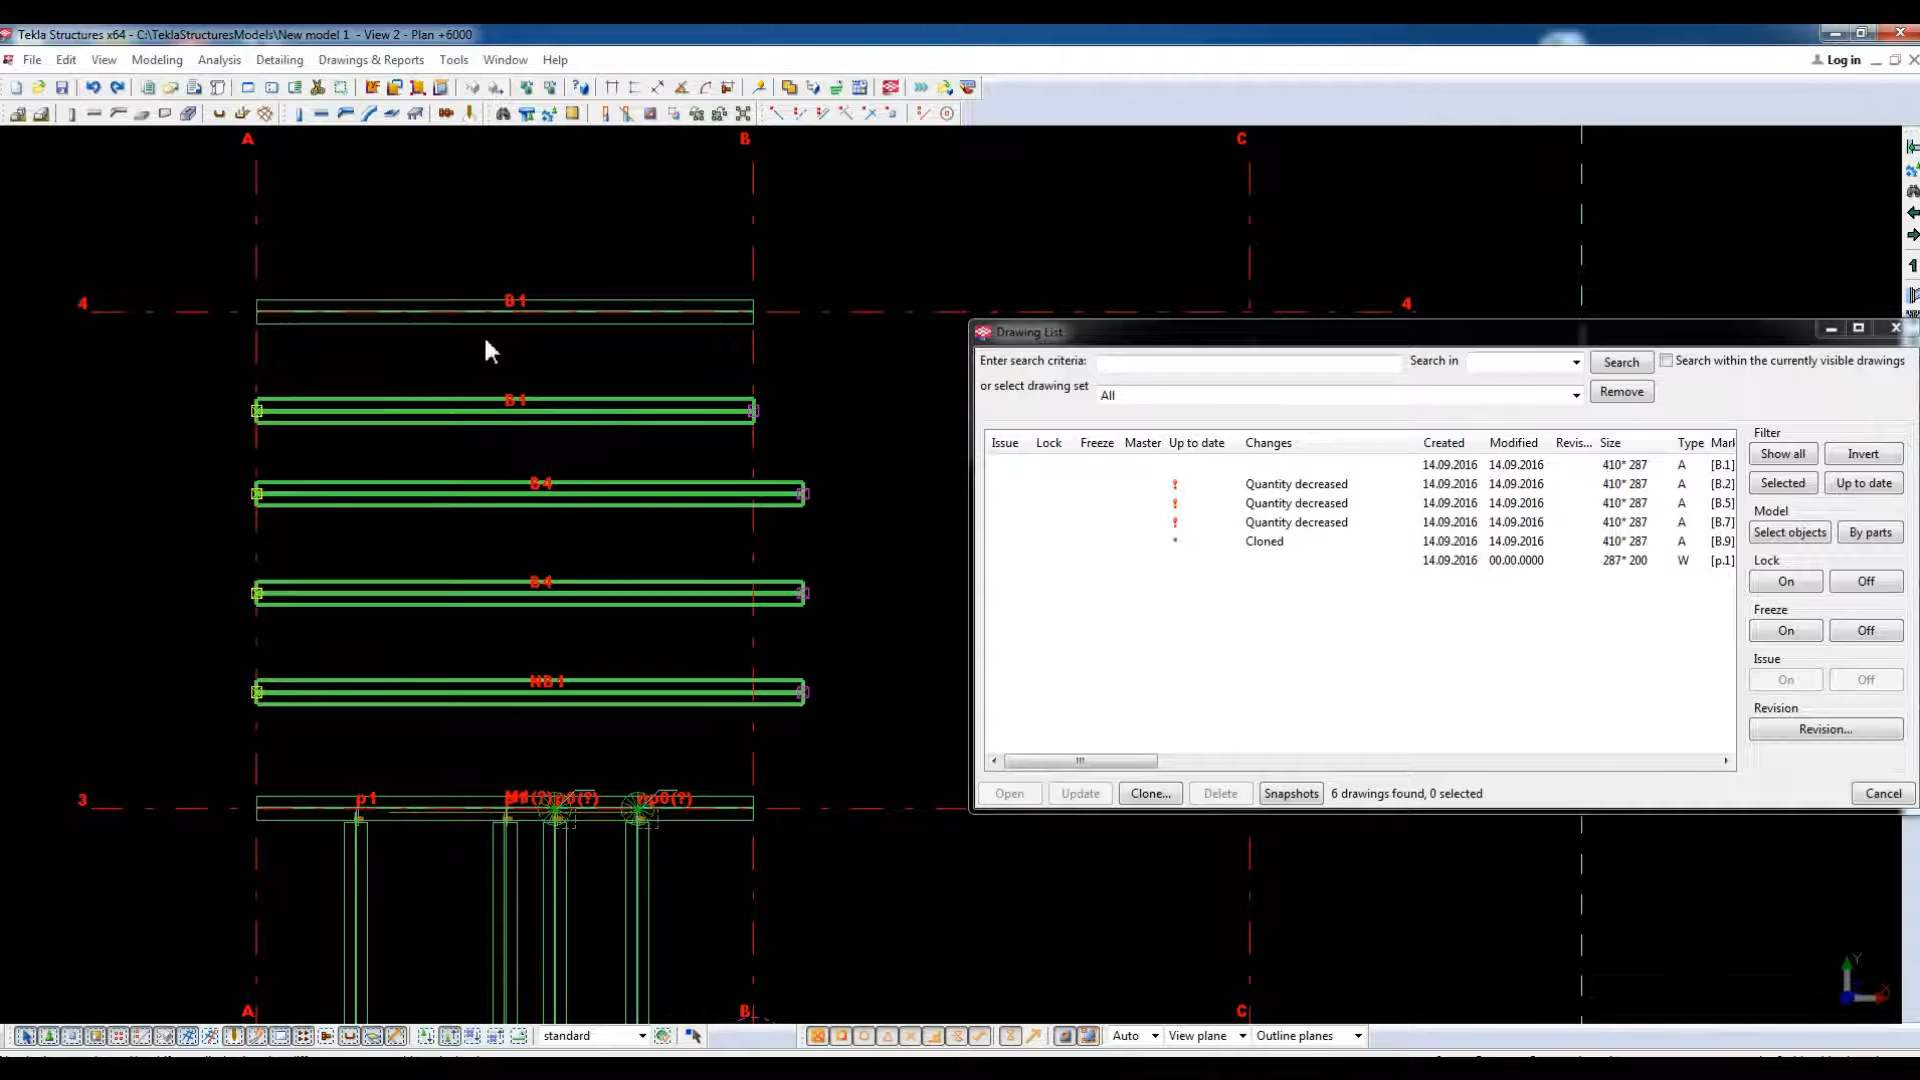 Tekla Structures x64 - C:\TeklaStructuresModels\New model 1 - View 2 - Plan +6000
File Edit View Modeling Analysis Detailing Drawings & Reports Tools Window Help
Log in
A B C
4 B1 4
B1
B4
B4
NB1
3 p1
A B C
Drawing List
Enter search criteria: Search in Search Search within the currently visible drawings
or select drawing set All Remove
Issue Lock Freeze Master Up to date Changes Created Modified Revis... Size Type Mark
14.09.2016 14.09.2016 410* 287 A [B.1]
! Quantity decreased 14.09.2016 14.09.2016 410* 287 A [B.2]
! Quantity decreased 14.09.2016 14.09.2016 410* 287 A [B.5]
! Quantity decreased 14.09.2016 14.09.2016 410* 287 A [B.7]
* Cloned 14.09.2016 14.09.2016 410* 287 A [B.9]
14.09.2016 00.00.0000 287* 200 W [p.1]
Filter
Show all Invert
Selected Up to date
Model
Select objects By parts
Lock
On Off
Freeze
On Off
Issue
On Off
Revision
Revision...
Open Update Clone... Delete Snapshots 6 drawings found, 0 selected Cancel
Y
standard Auto View plane Outline planes